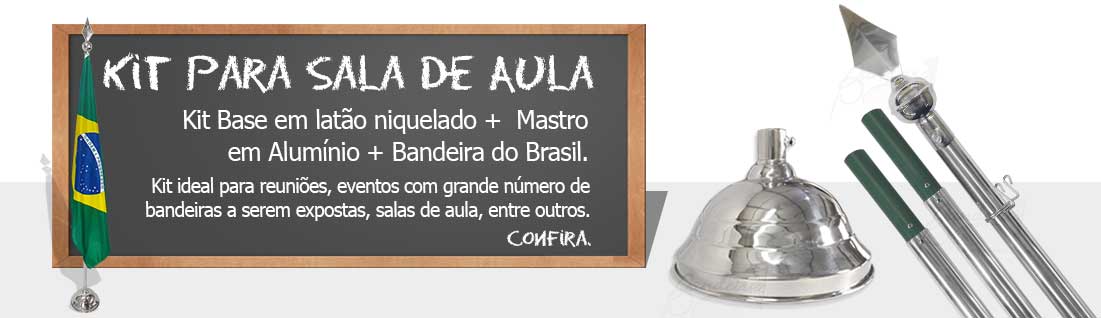 KIT PARA SALA DE AULA
Kit Base em latão niquelado + Mastro
em Alumínio + Bandeira do Brasil.
Kit ideal para reuniões, eventos com grande número de
bandeiras a serem expostas, salas de aula, entre outros.
CONFIRA.